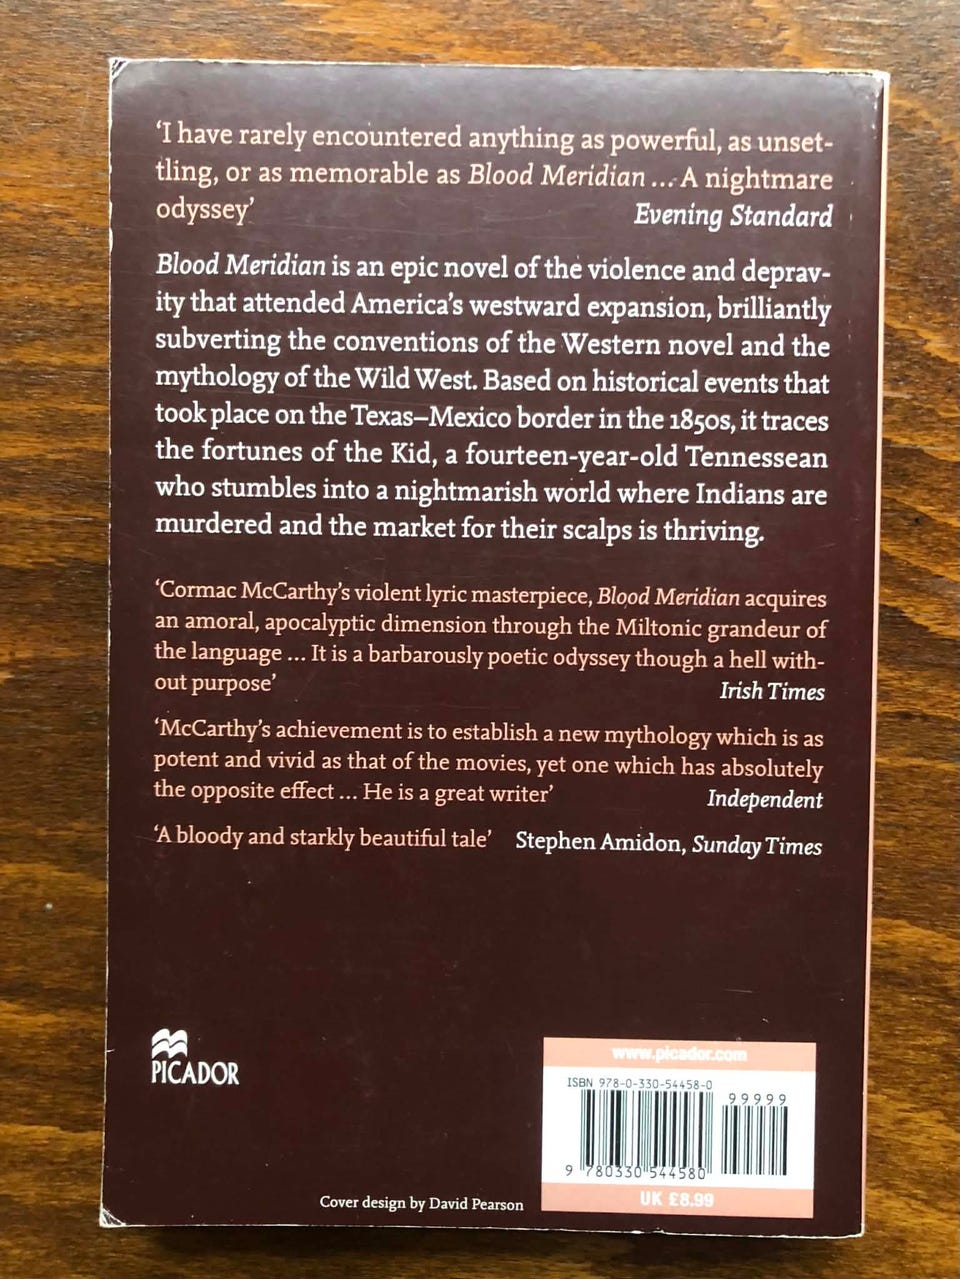 ‘I have rarely encountered anything as powerful, as unset-
tling, or as memorable as Blood Meridian ... A nightmare
odyssey’ Evening Standard
Blood Meridian is an epic novel of the violence and deprav-
ity that attended America’s westward expansion, brilliantly
subverting the conventions of the Western novel and the
mythology of the Wild West. Based on historical events that
took place on the Texas–Mexico border in the 1850s, it traces
the fortunes of the Kid, a fourteen-year-old Tennessean
who stumbles into a nightmarish world where Indians are
murdered and the market for their scalps is thriving.
‘Cormac McCarthy’s violent lyric masterpiece, Blood Meridian acquires
an amoral, apocalyptic dimension through the Miltonic grandeur of
the language ... It is a barbarously poetic odyssey though a hell with-
out purpose’ Irish Times
‘McCarthy’s achievement is to establish a new mythology which is as
potent and vivid as that of the movies, yet one which has absolutely
the opposite effect ... He is a great writer’ Independent
‘A bloody and starkly beautiful tale’ Stephen Amidon, Sunday Times
PICADOR
www.picador.com
ISBN 978-0-330-54458-0
99999
9 780330 544580
UK £8.99
Cover design by David Pearson